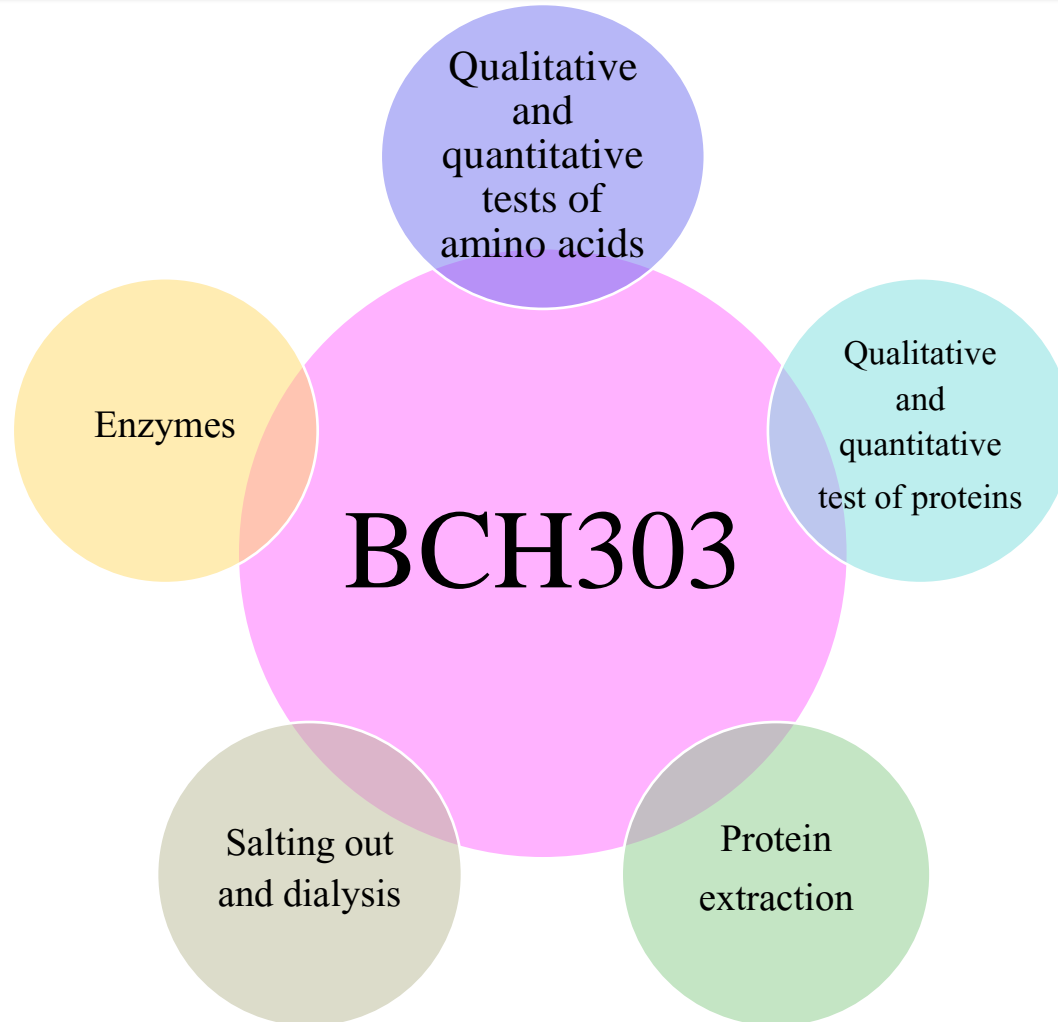 Qualitative
and
quantitative
tests of
amino acids
Qualitative
and
quantitative
test of proteins
Enzymes
BCH303
Salting out
and dialysis
Protein
extraction